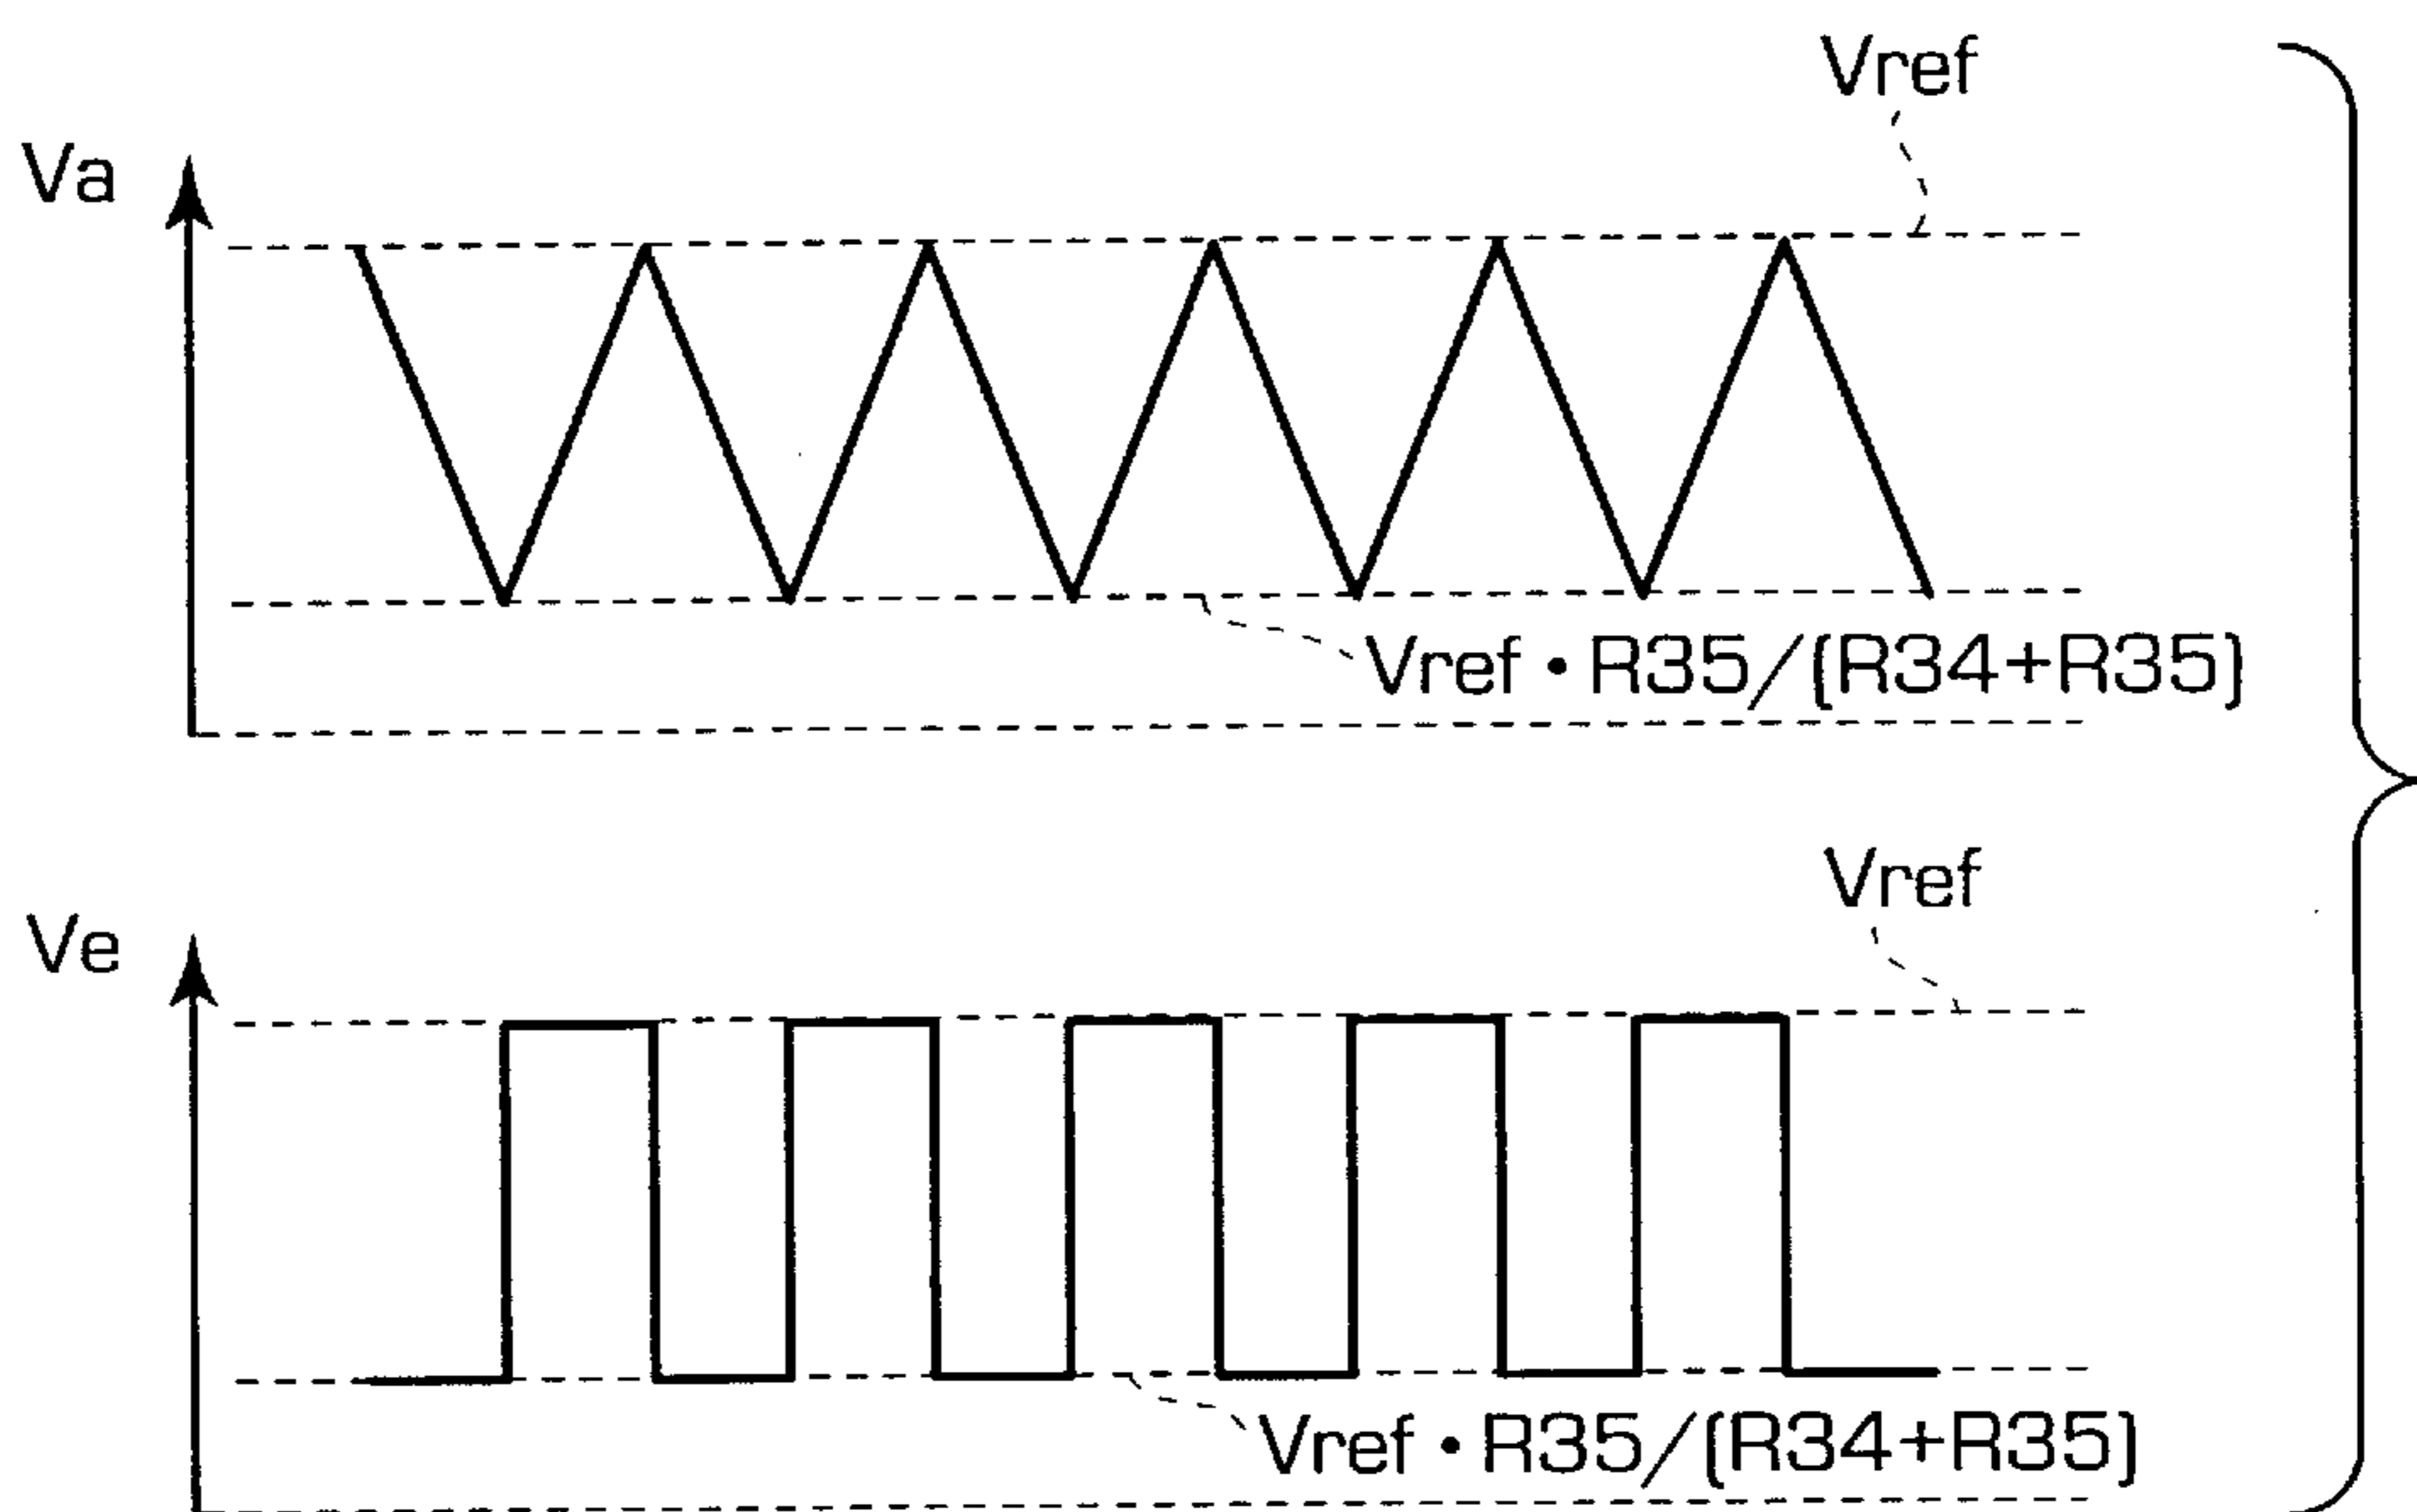 Vref
Va
Vref • R35/(R34+R35)
Vref
Ve
Vref • R35/(R34+R35)